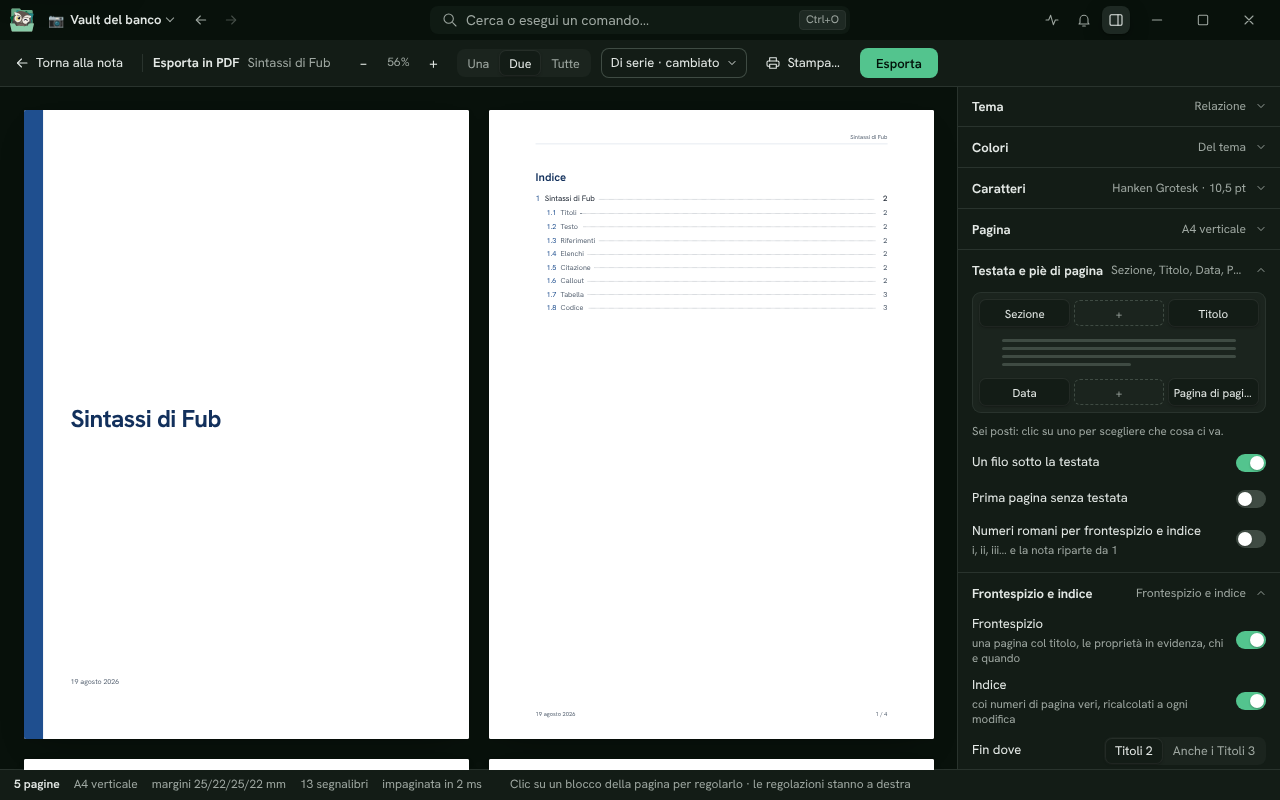 Vault del banco
Cerca o esegui un comando...
Ctrl+O
Torna alla nota
Esporta in PDF Sintassi di Fub
− 56% +
Una Due Tutte
Di serie · cambiato
Stampa...
Esporta
Sintassi di Fub
19 agosto 2026
Sintassi di Fub
Indice
1 Sintassi di Fub 2
1.1 Titoli 2
1.2 Testo 2
1.3 Riferimenti 2
1.4 Elenchi 2
1.5 Citazione 2
1.6 Callout 2
1.7 Tabella 3
1.8 Codice 3
19 agosto 2026 1 / 4
Tema Relazione
Colori Del tema
Caratteri Hanken Grotesk · 10,5 pt
Pagina A4 verticale
Testata e piè di pagina Sezione, Titolo, Data, P...
Sezione + Titolo
Data + Pagina di pagi...
Sei posti: clic su uno per scegliere che cosa ci va.
Un filo sotto la testata
Prima pagina senza testata
Numeri romani per frontespizio e indice
i, ii, iii... e la nota riparte da 1
Frontespizio e indice Frontespizio e indice
Frontespizio
una pagina col titolo, le proprietà in evidenza, chi
e quando
Indice
coi numeri di pagina veri, ricalcolati a ogni
modifica
Fin dove Titoli 2 Anche i Titoli 3
5 pagine A4 verticale margini 25/22/25/22 mm 13 segnalibri impaginata in 2 ms Clic su un blocco della pagina per regolarlo · le regolazioni stanno a destra